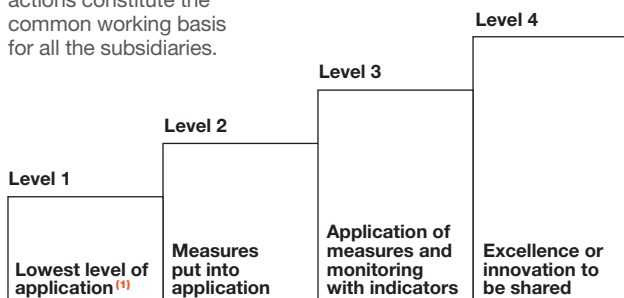 actions constitute the
common working basis
for all the subsidiaries.
Level 4
Level 3
Level 2
Level 1
Lowest level of
application (1)
Measures
put into
application
Application of
measures and
monitoring
with indicators
Excellence or
innovation to
be shared